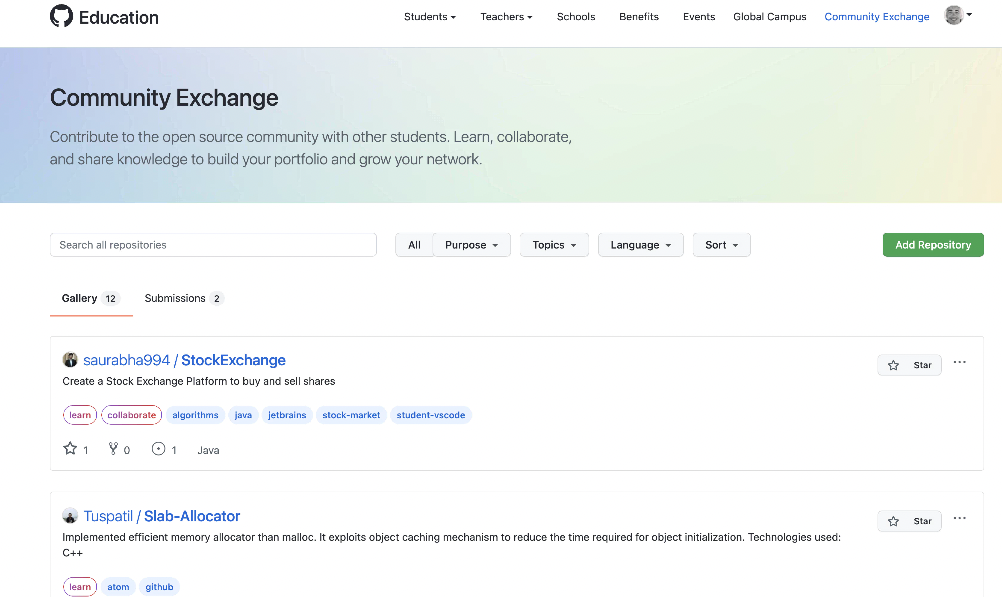 Education
Students Teachers Schools Benefits Events Global Campus Community Exchange
Community Exchange
Contribute to the open source community with other students. Learn, collaborate,
and share knowledge to build your portfolio and grow your network.
Search all repositories All Purpose Topics Language Sort Add Repository
Gallery 12 Submissions 2
saurabha994 / StockExchange
Star
Create a Stock Exchange Platform to buy and sell shares
learn collaborate algorithms java jetbrains stock-market student-vscode
1 0 1 Java
Tuspatil / Slab-Allocator
Star
Implemented efficient memory allocator than malloc. It exploits object caching mechanism to reduce the time required for object initialization. Technologies used:
C++
learn atom github